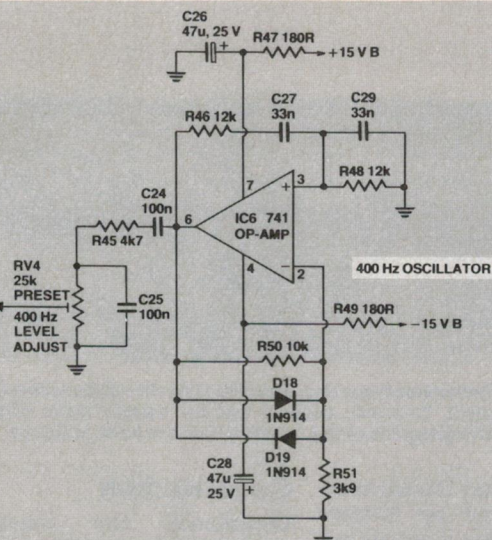 C26
47u, 25 V
+
R47 180R
+15 V B
C27
33n
C29
33n
R46 12k
R48 12k
7
3
+
C24
100n
6
IC6 741
OP-AMP
R45 4k7
4
−
2
400 Hz OSCILLATOR
RV4
25k
PRESET
400 Hz
LEVEL
ADJUST
C25
100n
R49 180R
−15 V B
R50 10k
D18
1N914
D19
1N914
C28
47u
25 V
+
R51
3k9